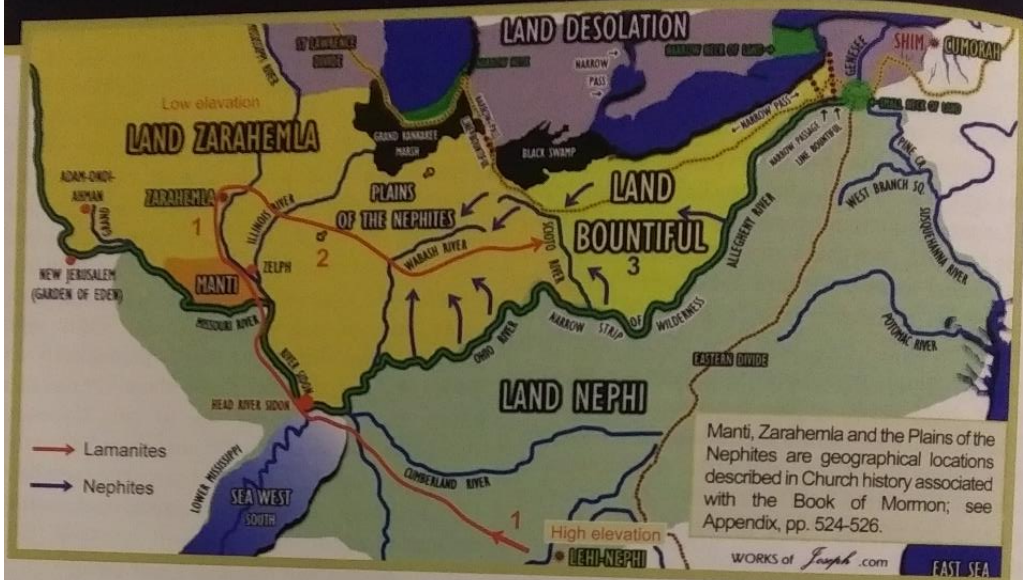 MISSISSIPPI RIVER
ST LAWRENCE
DIVIDE
LAND DESOLATION
NARROW NECK OF LAND
GENESEE
SHIM
CUMORAH
NARROW
PASS
SMALL NECK OF LAND
Low elevation
LAND ZARAHEMLA
GRAND KANKAKEE
MARSH
BLACK SWAMP
NARROW PASS
NARROW PASSAGE
LINE BOUNTIFUL
PINE CR
ADAM-ONDI-
AHMAN
GRAND
ZARAHEMLA
1
ILLINOIS RIVER
PLAINS
OF THE NEPHITES
LAND
BOUNTIFUL
3
WEST BRANCH SQ.
SUSQUEHANNA RIVER
ALLEGHENY RIVER
2
WABASH RIVER
SCIOTO
RIVER
NEW JERUSALEM
(GARDEN OF EDEN)
MANTI
ZELPH
MISSOURI RIVER
OHIO RIVER
NARROW STRIP OF WILDERNESS
POTOMAC RIVER
RIVER SIDON
EASTERN DIVIDE
HEAD RIVER SIDON
LAND NEPHI
Lamanites
Nephites
LOWER MISSISSIPPI
SEA WEST
SOUTH
CUMBERLAND RIVER
1
High elevation
LEHI-NEPHI
Manti, Zarahemla and the Plains of the
Nephites are geographical locations
described in Church history associated
with the Book of Mormon; see
Appendix, pp. 524-526.
WORKS of Joseph .com
EAST SEA